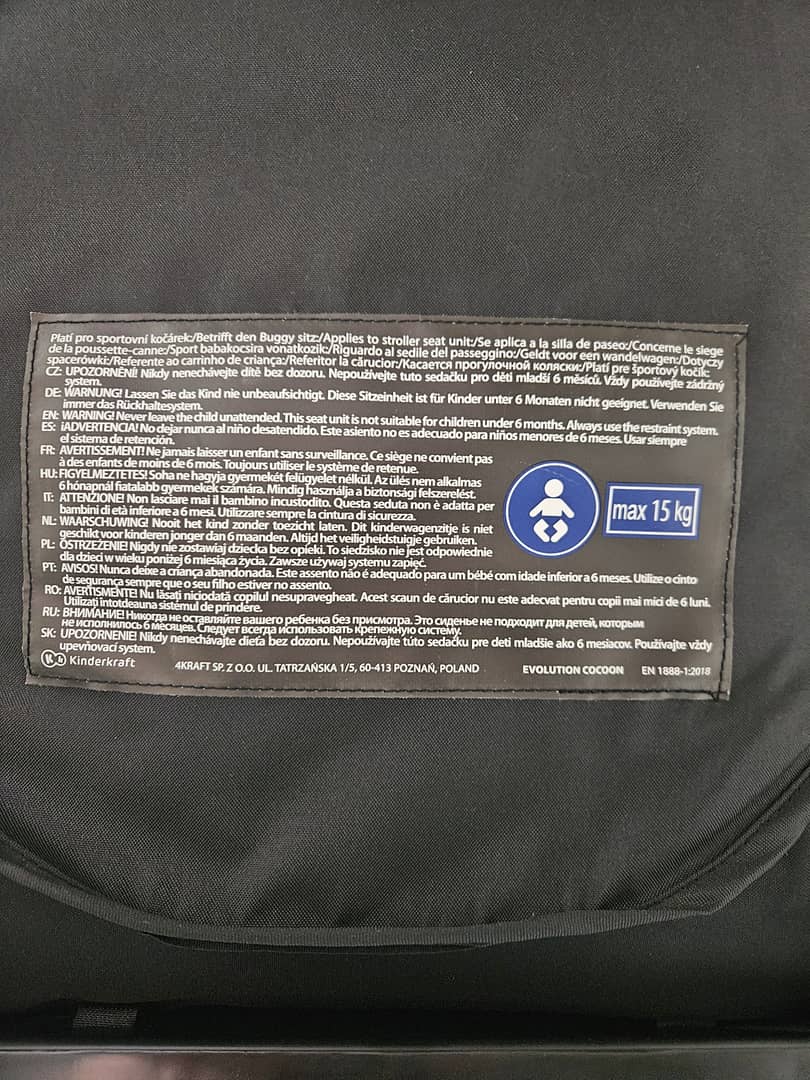 Platí pro sportovní kočárek:/Betrifft den Buggy sitz:/Applies to stroller seat unit:/Se aplica a la silla de paseo:/Concerne le siege
de la poussette-canne:/Sport babakocsira vonatkozik:/Riguardo al sedile del passeggino:/Geldt voor een wandelwagen:/Dotyczy
spacerówki:/Referente ao carrinho de criança:/Referitor la cărucior:/Касается прогулочной коляски:/Platí pre športový kočík:
CZ: UPOZORNĚNÍ! Nikdy nenechávejte dítě bez dozoru. Nepoužívejte tuto sedačku pro děti mladší 6 měsíců. Vždy používejte zádržný
system.
DE: WARNUNG! Lassen Sie das Kind nie unbeaufsichtigt. Diese Sitzeinheit ist für Kinder unter 6 Monaten nicht geeignet. Verwenden Sie
immer das Rückhaltesystem.
EN: WARNING! Never leave the child unattended. This seat unit is not suitable for children under 6 months. Always use the restraint system.
ES: ¡ADVERTENCIA! No dejar nunca al niño desatendido. Este asiento no es adecuado para niños menores de 6 meses. Usar siempre
el sistema de retención.
FR: AVERTISSEMENT! Ne jamais laisser un enfant sans surveillance. Ce siège ne convient pas
à des enfants de moins de 6 mois. Toujours utiliser le système de retenue.
HU: FIGYELMEZTETES! Soha ne hagyja gyermekét felügyelet nélkül. Az ülés nem alkalmas
6 hónapnál fiatalabb gyermekek számára. Mindig használja a biztonsági felszerelést.
IT: ATTENZIONE! Non lasciare mai il bambino incustodito. Questa seduta non è adatta per
bambini di età inferiore a 6 mesi. Utilizzare sempre la cintura di sicurezza.
NL: WAARSCHUWING! Nooit het kind zonder toezicht laten. Dit kinderwagenzitje is niet
geschikt voor kinderen jonger dan 6 maanden. Altijd het veiligheidstuigje gebruiken.
PL: OSTRZEŻENIE! Nigdy nie zostawiaj dziecka bez opieki. To siedzisko nie jest odpowiednie
dla dzieci w wieku poniżej 6 miesiąca życia. Zawsze używaj systemu zapięć.
PT: AVISOS! Nunca deixe a criança abandonada. Este assento não é adequado para um bébé com idade inferior a 6 meses. Utilize o cinto
de segurança sempre que o seu filho estiver no assento.
RO: AVERTISMENTE! Nu lăsați niciodată copilul nesupravegheat. Acest scaun de cărucior nu este adecvat pentru copii mai mici de 6 luni.
Utilizați întotdeauna sistemul de prindere.
RU: ВНИМАНИЕ! Никогда не оставляйте вашего ребенка без присмотра. Это сиденье не подходит для детей, которым
не исполнилось 6 месяцев. Следует всегда использовать крепежную систему.
SK: UPOZORNENIE! Nikdy nenechávajte dieťa bez dozoru. Nepoužívajte túto sedačku pre deti mladšie ako 6 mesiacov. Používajte vždy
upevňovací system.
max 15 kg
Kinderkraft 4KRAFT SP. Z O.O. UL. TATRZAŃSKA 1/5, 60-413 POZNAŃ, POLAND EVOLUTION COCOON EN 1888-1:2018